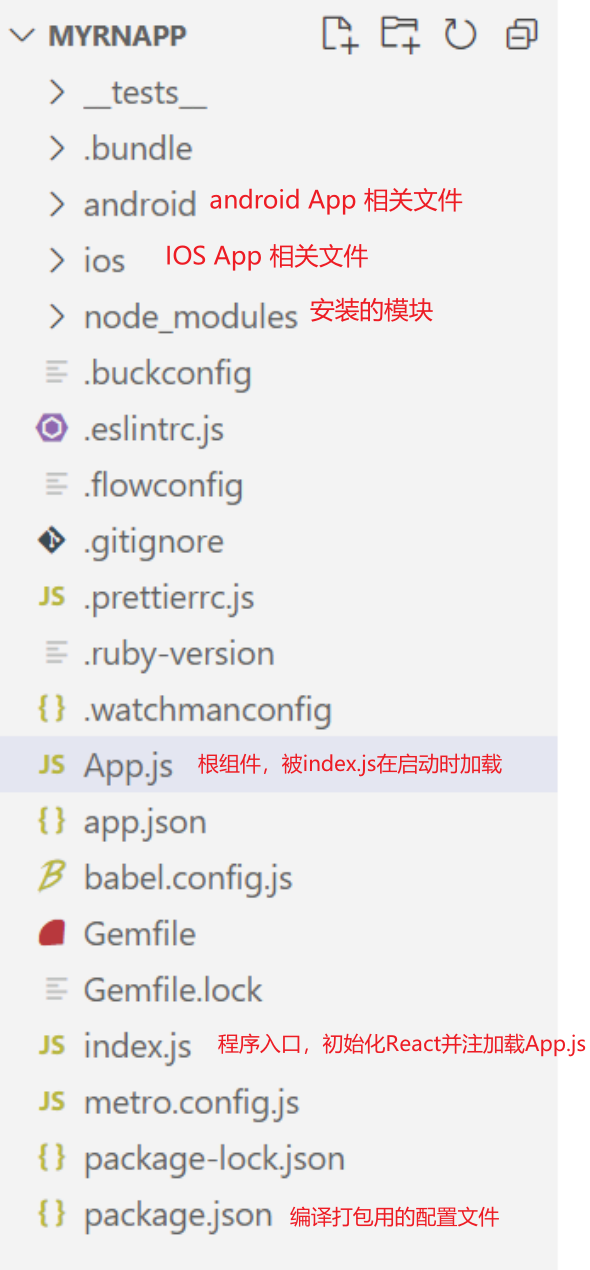 MYRNAPP
__tests__
.bundle
android android App 相关文件
ios IOS App 相关文件
node_modules 安装的模块
.buckconfig
.eslintrc.js
.flowconfig
.gitignore
JS .prettierrc.js
.ruby-version
{} .watchmanconfig
JS App.js 根组件，被index.js在启动时加载
{} app.json
B babel.config.js
Gemfile
Gemfile.lock
JS index.js 程序入口，初始化React并注加载App.js
JS metro.config.js
{} package-lock.json
{} package.json 编译打包用的配置文件